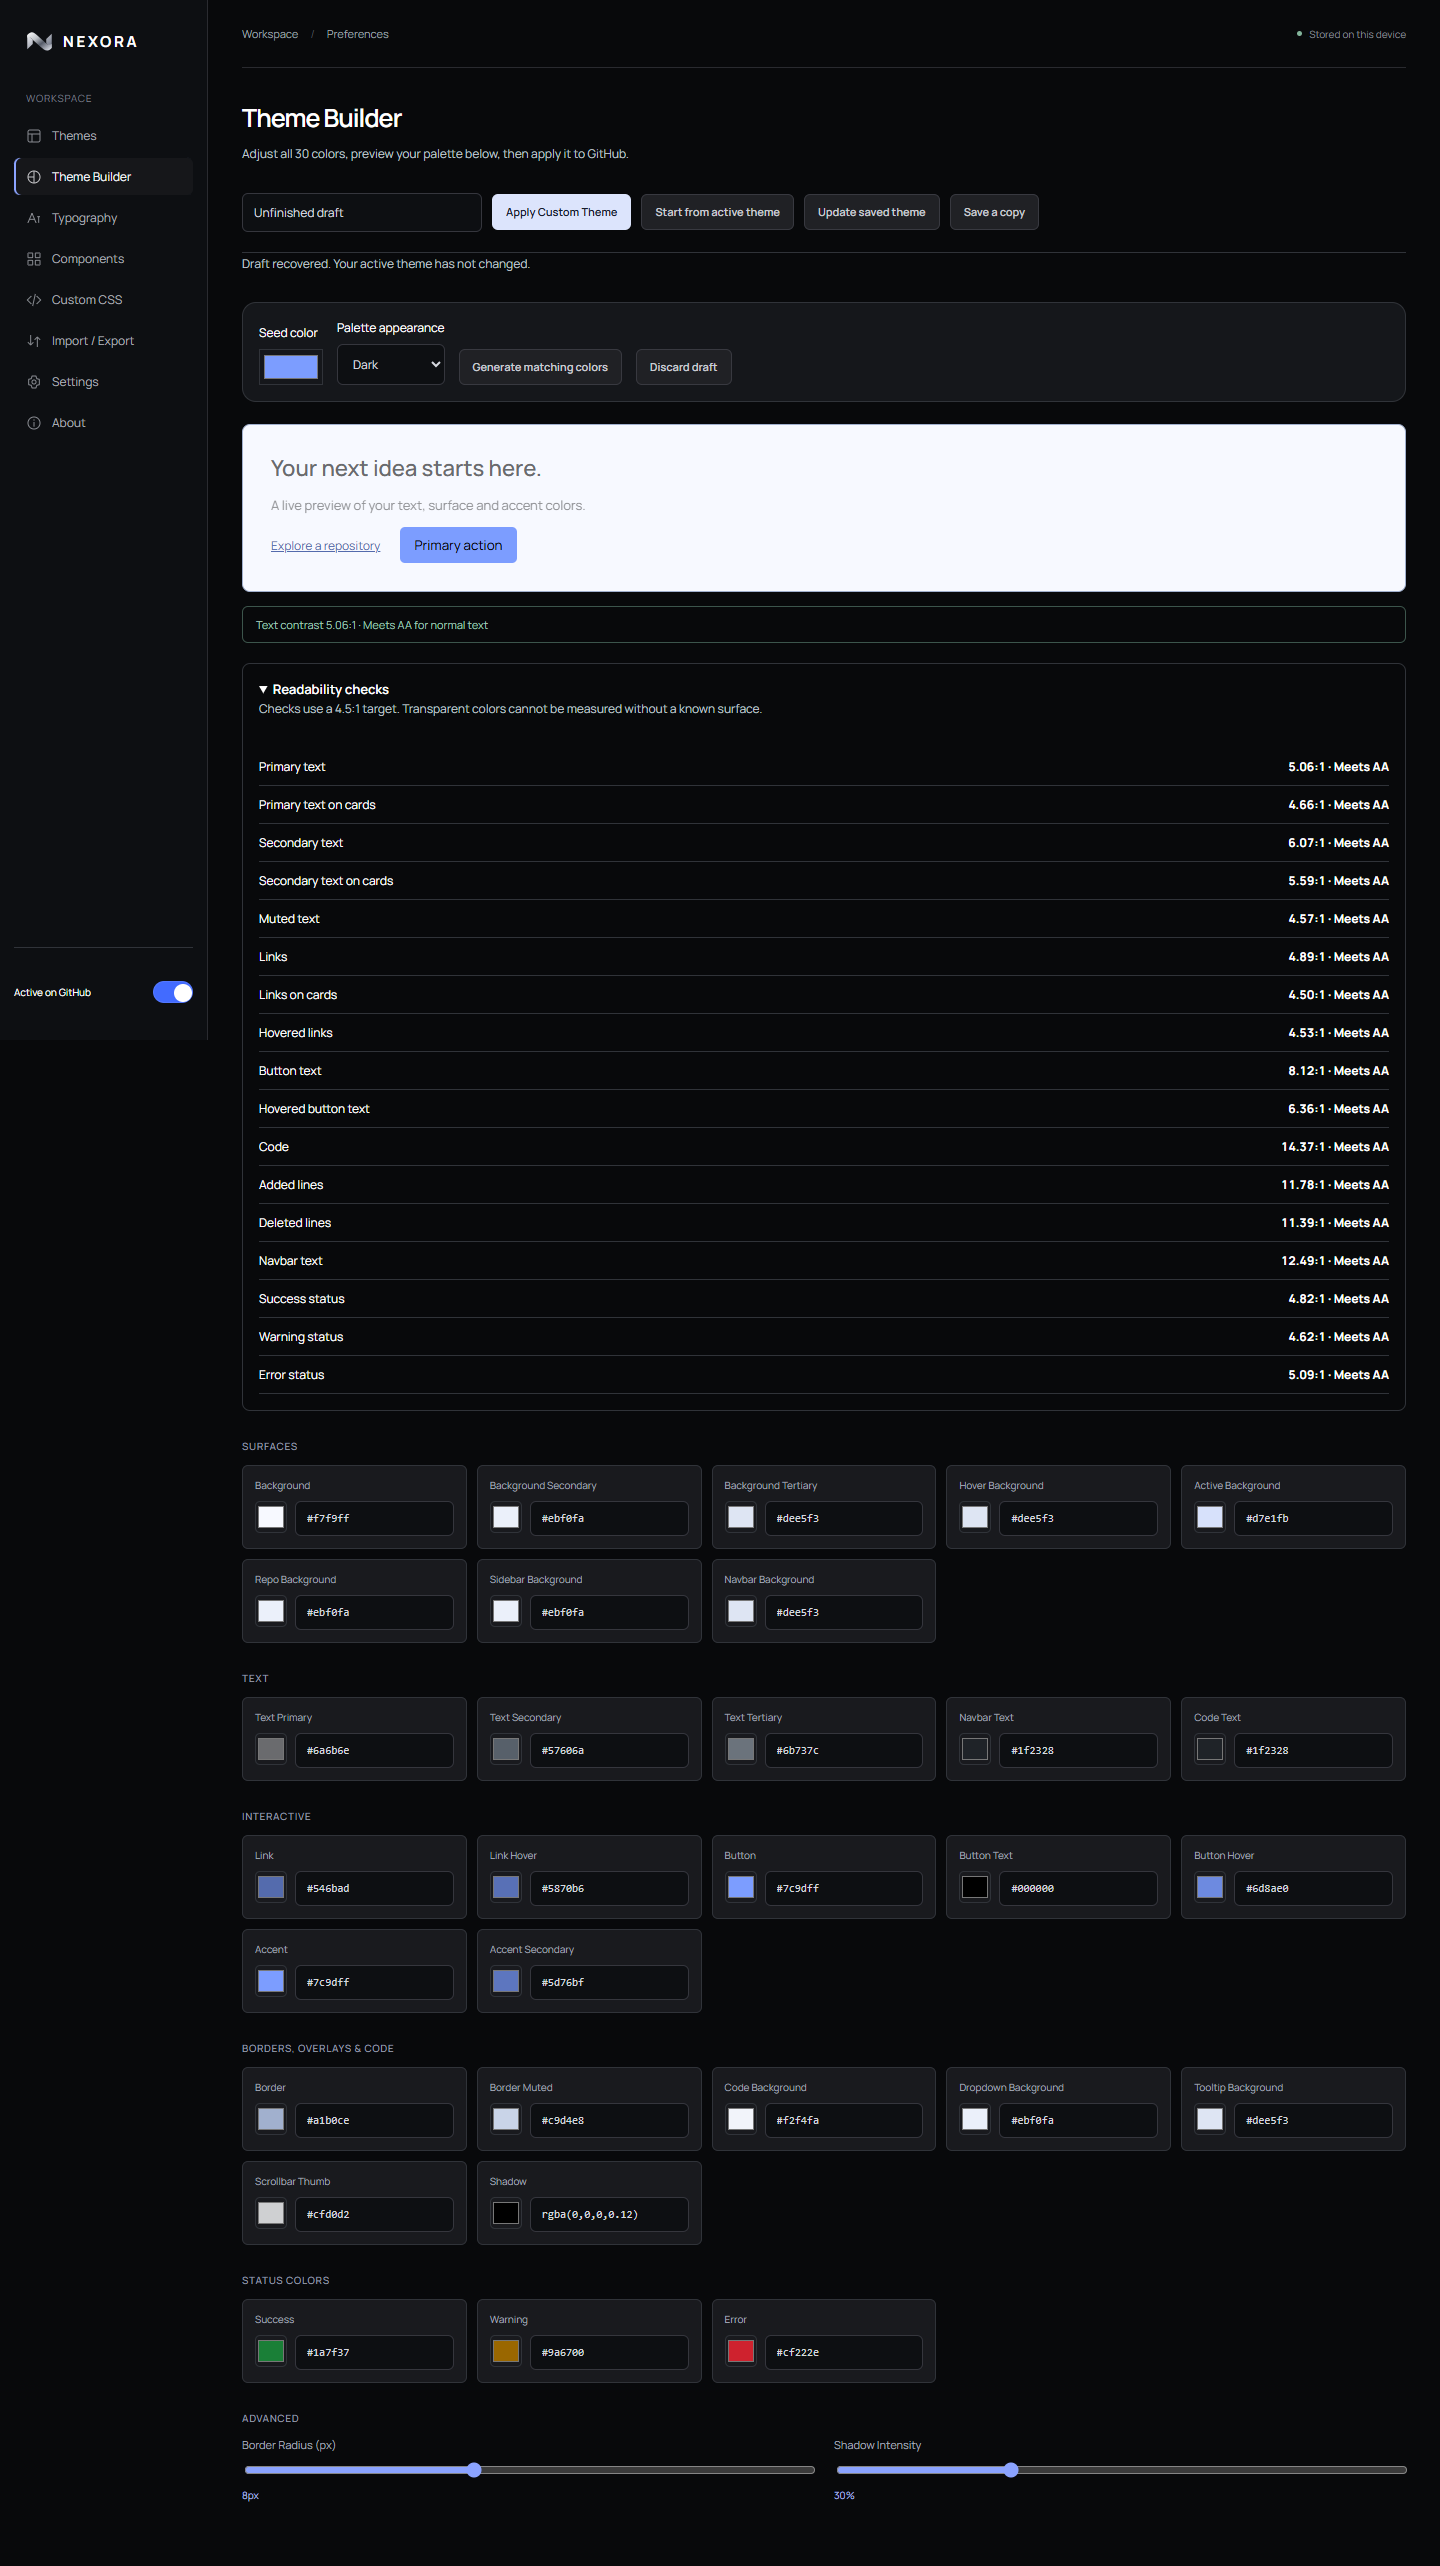 NEXORA
WORKSPACE
Themes
Theme Builder
Typography
Components
Custom CSS
Import / Export
Settings
About
Active on GitHub
Workspace / Preferences
Stored on this device
Theme Builder
Adjust all 30 colors, preview your palette below, then apply it to GitHub.
Unfinished draft
Apply Custom Theme
Start from active theme
Update saved theme
Save a copy
Draft recovered. Your active theme has not changed.
Seed color
Palette appearance
Dark
Generate matching colors
Discard draft
Your next idea starts here.
A live preview of your text, surface and accent colors.
Explore a repository
Primary action
Text contrast 5.06:1 · Meets AA for normal text
▼ Readability checks
Checks use a 4.5:1 target. Transparent colors cannot be measured without a known surface.
Primary text 5.06:1 · Meets AA
Primary text on cards 4.66:1 · Meets AA
Secondary text 6.07:1 · Meets AA
Secondary text on cards 5.59:1 · Meets AA
Muted text 4.57:1 · Meets AA
Links 4.89:1 · Meets AA
Links on cards 4.50:1 · Meets AA
Hovered links 4.53:1 · Meets AA
Button text 8.12:1 · Meets AA
Hovered button text 6.36:1 · Meets AA
Code 14.37:1 · Meets AA
Added lines 11.78:1 · Meets AA
Deleted lines 11.39:1 · Meets AA
Navbar text 12.49:1 · Meets AA
Success status 4.82:1 · Meets AA
Warning status 4.62:1 · Meets AA
Error status 5.09:1 · Meets AA
SURFACES
Background Background Secondary Background Tertiary Hover Background Active Background
#f7f9ff #ebf0fa #dee5f3 #dee5f3 #d7e1fb
Repo Background Sidebar Background Navbar Background
#ebf0fa #ebf0fa #dee5f3
TEXT
Text Primary Text Secondary Text Tertiary Navbar Text Code Text
#6a6b6e #57606a #6b737c #1f2328 #1f2328
INTERACTIVE
Link Link Hover Button Button Text Button Hover
#546bad #5870b6 #7c9dff #000000 #6d8ae0
Accent Accent Secondary
#7c9dff #5d76bf
BORDERS, OVERLAYS & CODE
Border Border Muted Code Background Dropdown Background Tooltip Background
#a1b0ce #c9d4e8 #f2f4fa #ebf0fa #dee5f3
Scrollbar Thumb Shadow
#cfd0d2 rgba(0,0,0,0.12)
STATUS COLORS
Success Warning Error
#1a7f37 #9a6700 #cf222e
ADVANCED
Border Radius (px) Shadow Intensity
8px 30%